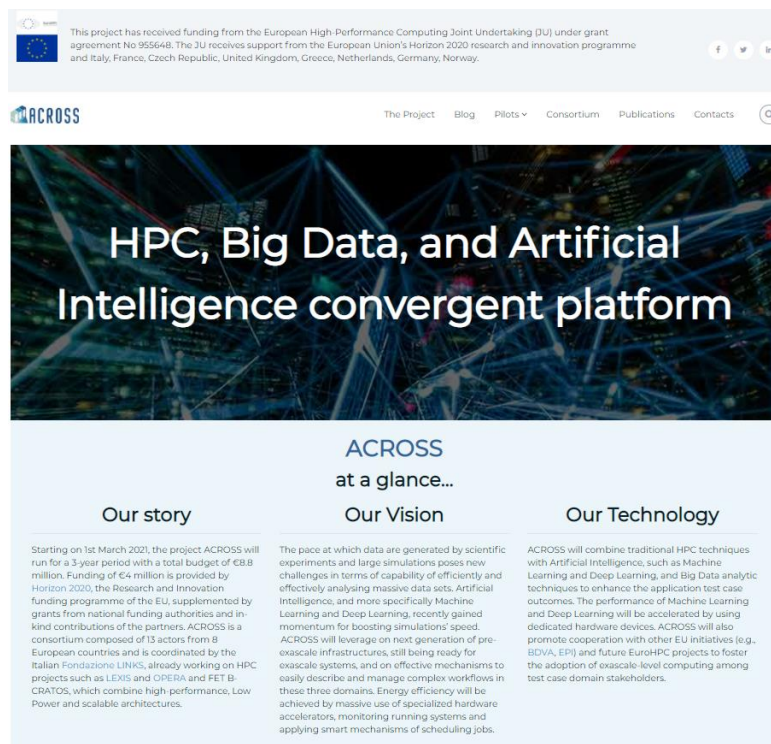 This project has received funding from the European High-Performance Computing Joint Undertaking (JU) under grant
agreement No 955648. The JU receives support from the European Union's Horizon 2020 research and innovation programme
and Italy, France, Czech Republic, United Kingdom, Greece, Netherlands, Germany, Norway.
ACROSS
The Project Blog Pilots Consortium Publications Contacts
HPC, Big Data, and Artificial
Intelligence convergent platform
ACROSS
at a glance...
Our story
Starting on 1st March 2021, the project ACROSS will
run for a 3-year period with a total budget of €8.8
million. Funding of €4 million is provided by
Horizon 2020, the Research and Innovation
funding programme of the EU, supplemented by
grants from national funding authorities and in-
kind contributions of the partners. ACROSS is a
consortium composed of 13 actors from 8
European countries and is coordinated by the
Italian Fondazione LINKS, already working on HPC
projects such as LEXIS and OPERA and FET B-
CRATOS, which combine high-performance, Low
Power and scalable architectures.
Our Vision
The pace at which data are generated by scientific
experiments and large simulations poses new
challenges in terms of capability of efficiently and
effectively analysing massive data sets. Artificial
Intelligence, and more specifically Machine
Learning and Deep Learning, recently gained
momentum for boosting simulations' speed.
ACROSS will leverage on next generation of pre-
exascale infrastructures, still being ready for
exascale systems, and on effective mechanisms to
easily describe and manage complex workflows in
these three domains. Energy efficiency will be
achieved by massive use of specialized hardware
accelerators, monitoring running systems and
applying smart mechanisms of scheduling jobs.
Our Technology
ACROSS will combine traditional HPC techniques
with Artificial Intelligence, such as Machine
Learning and Deep Learning, and Big Data analytic
techniques to enhance the application test case
outcomes. The performance of Machine Learning
and Deep Learning will be accelerated by using
dedicated hardware devices. ACROSS will also
promote cooperation with other EU initiatives (e.g.,
BDVA, EPI) and future EuroHPC projects to foster
the adoption of exascale-level computing among
test case domain stakeholders.